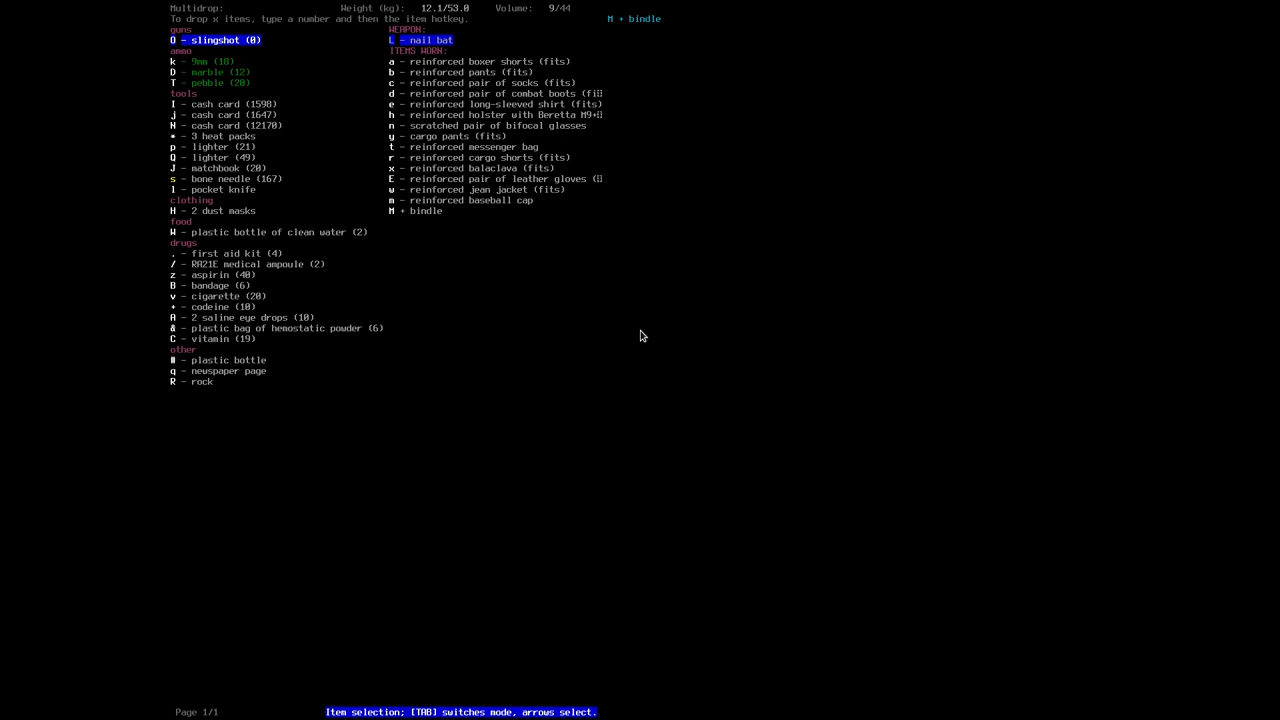 Multidrop: Weight (kg): 12.1/53.0 Volume: 9/44
To drop x items, type a number and then the item hotkey. M + bindle
guns
O - slingshot (0)
ammo
k - 9mm (18)
D - marble (12)
T - pebble (20)
tools
I - cash card (1598)
j - cash card (1647)
N - cash card (12170)
* - 3 heat packs
p - lighter (21)
Q - lighter (49)
J - matchbook (20)
s - bone needle (167)
l - pocket knife
clothing
H - 2 dust masks
food
W - plastic bottle of clean water (2)
drugs
. - first aid kit (4)
/ - RA21E medical ampoule (2)
z - aspirin (40)
B - bandage (6)
v - cigarette (20)
+ - codeine (10)
A - 2 saline eye drops (10)
& - plastic bag of hemostatic powder (6)
C - vitamin (19)
other
# - plastic bottle
q - newspaper page
R - rock
WEAPON:
L - nail bat
ITEMS WORN:
a - reinforced boxer shorts (fits)
b - reinforced pants (fits)
c - reinforced pair of socks (fits)
d - reinforced pair of combat boots (fi
e - reinforced long-sleeved shirt (fits)
h - reinforced holster with Beretta M9+
n - scratched pair of bifocal glasses
y - cargo pants (fits)
t - reinforced messenger bag
r - reinforced cargo shorts (fits)
x - reinforced balaclava (fits)
E - reinforced pair of leather gloves (
w - reinforced jean jacket (fits)
m - reinforced baseball cap
M + bindle
Page 1/1 Item selection; [TAB] switches mode, arrows select.